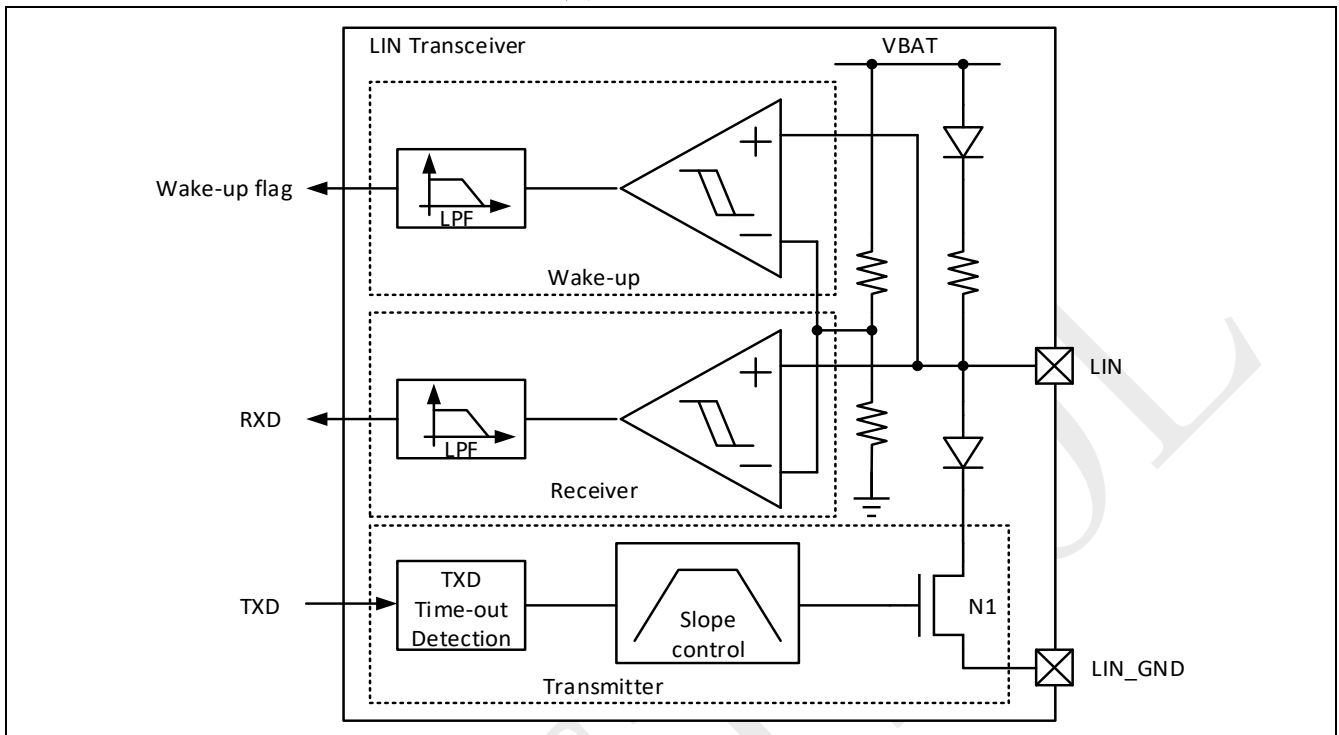 LIN Transceiver
VBAT
+
−
LPF
Wake-up flag
Wake-up
+
−
LPF
RXD
Receiver
LIN
TXD
TXD
Time-out
Detection
Slope
control
N1
Transmitter
LIN_GND